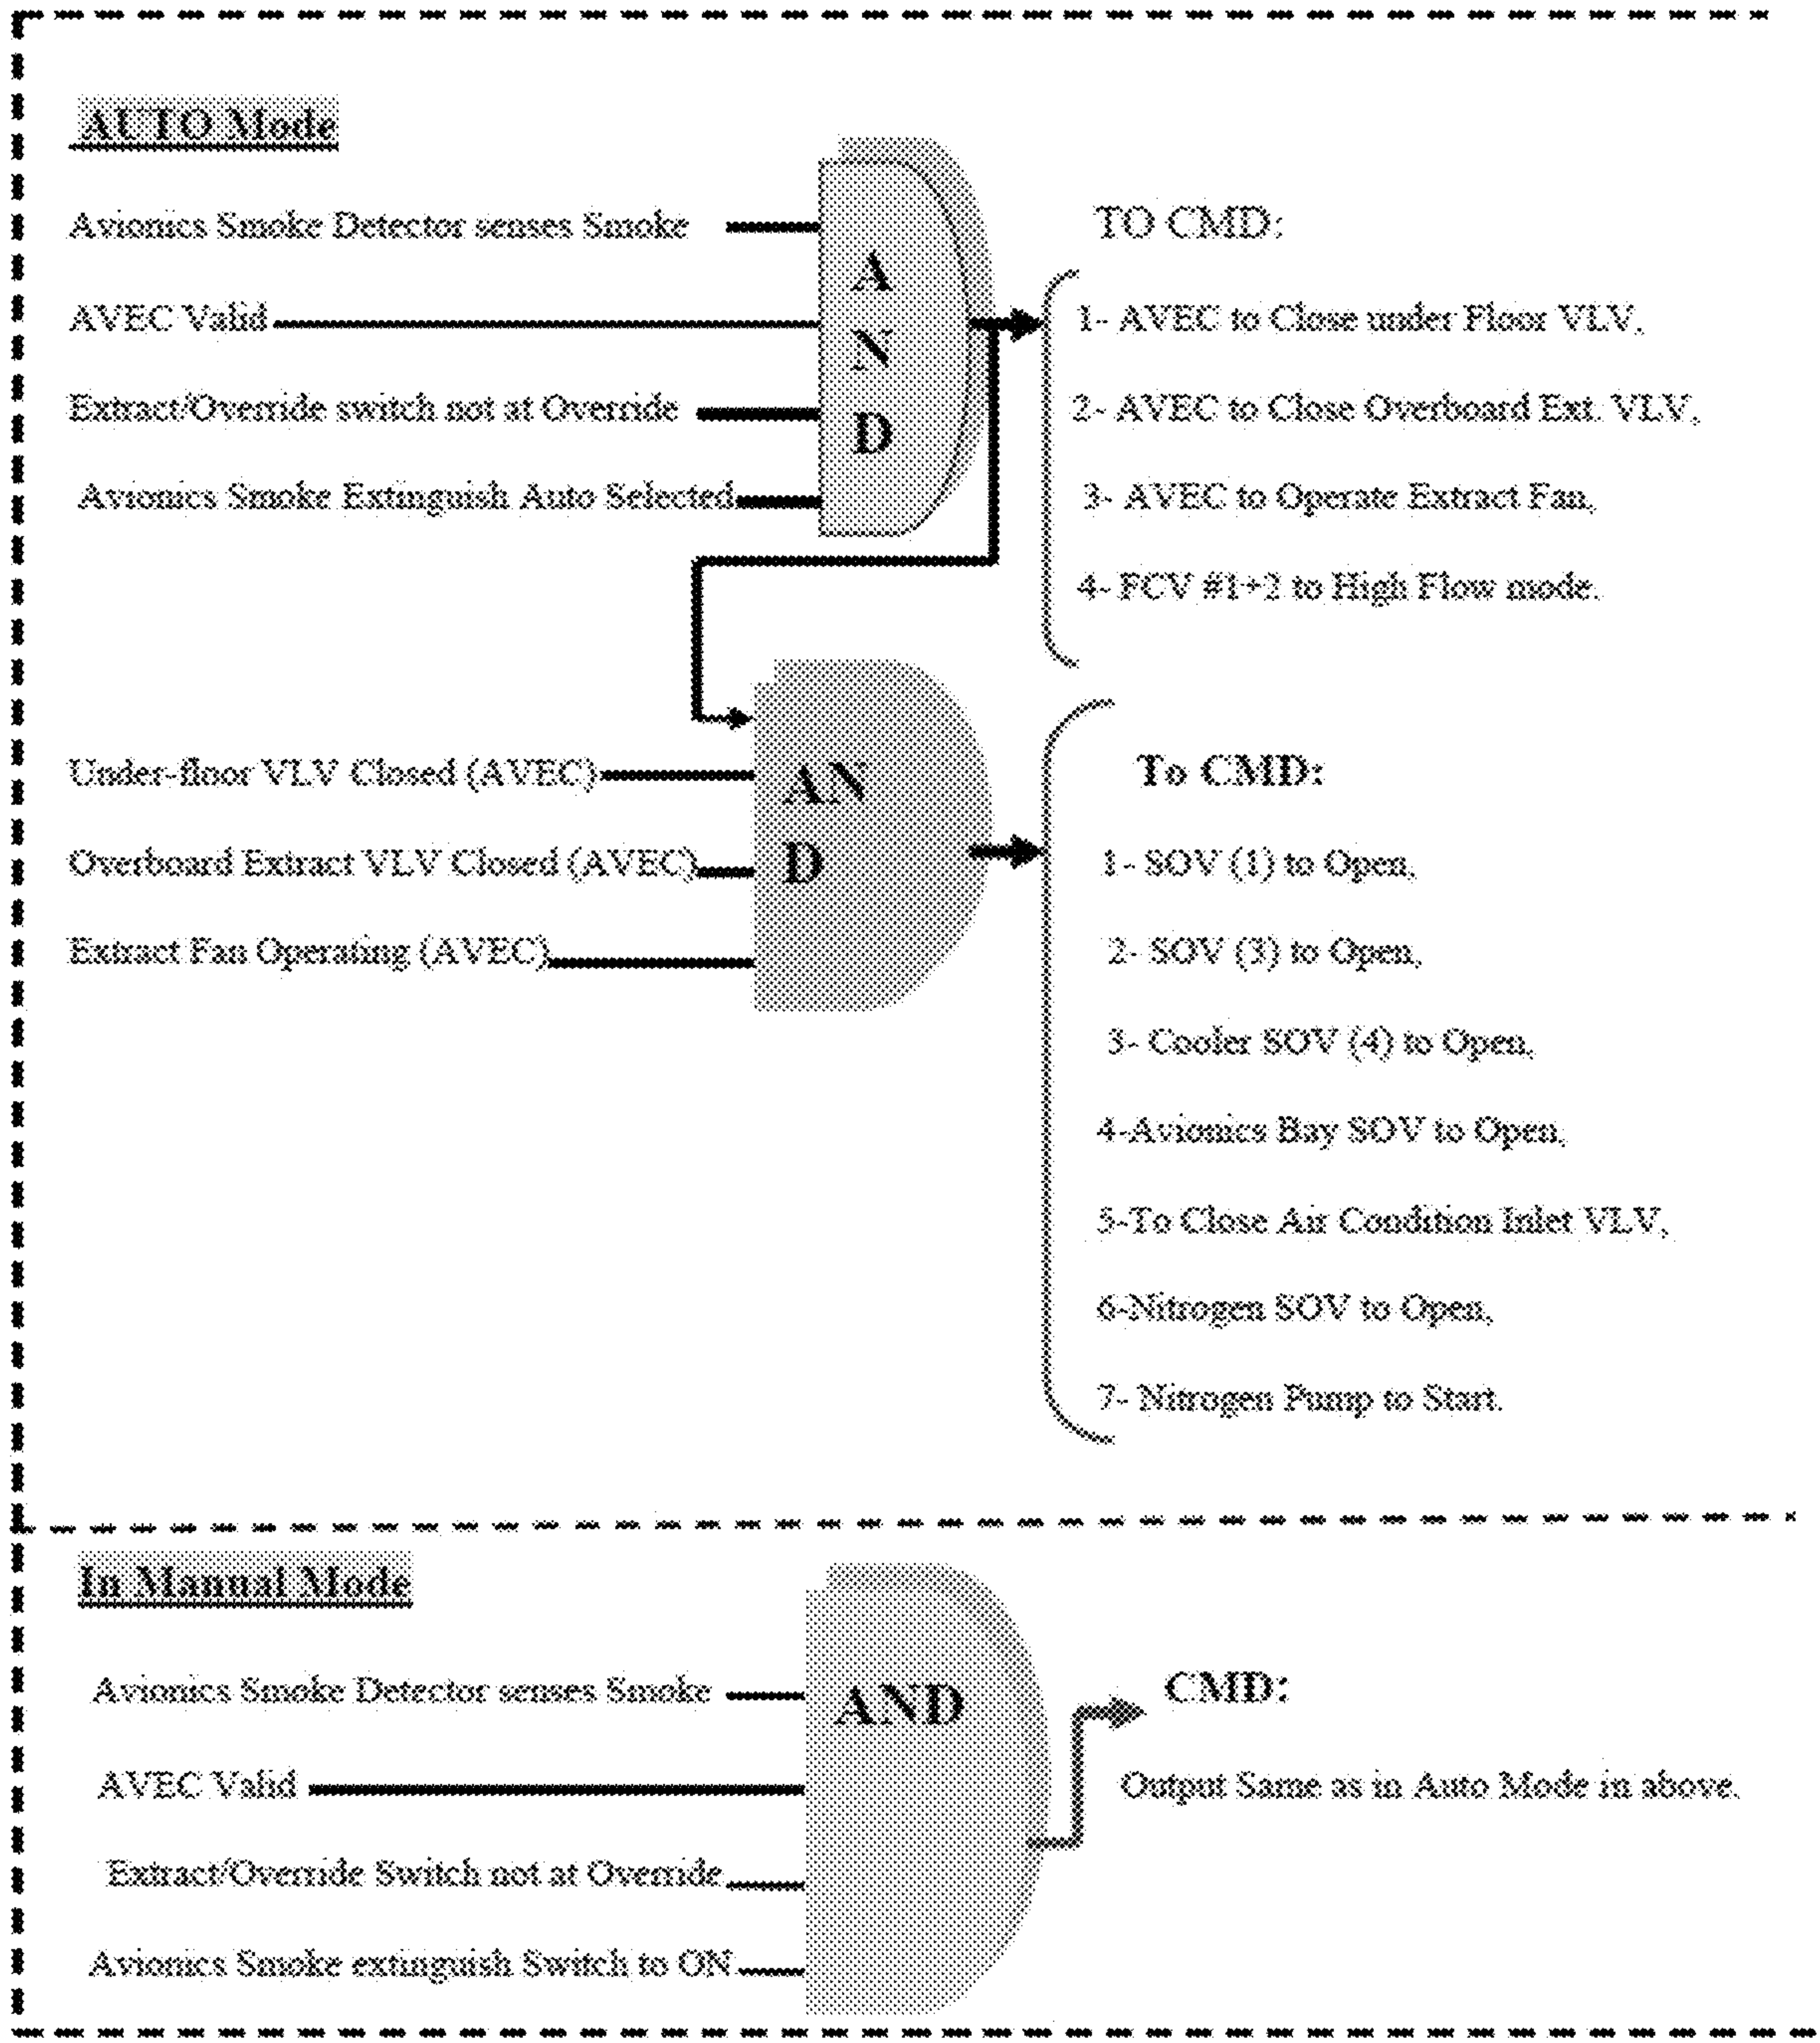 AUTO Mode
Avionics Smoke Detector senses Smoke
AVEC Valid
Extract/Override switch not at Override
Avionics Smoke Extinguish Auto Selected
A
N
D
TO CMD:
1- AVEC to Close under Floor VLV,
2- AVEC to Close Overboard Ext. VLV,
3- AVEC to Operate Extract Fan,
4- FCV #1+2 to High Flow mode.
Under-floor VLV Closed (AVEC)
Overboard Extract VLV Closed (AVEC)
Extract Fan Operating (AVEC)
AN
D
To CMD:
1- SOV (1) to Open,
2- SOV (3) to Open,
3- Cooler SOV (4) to Open,
4-Avionics Bay SOV to Open,
5-To Close Air Condition Inlet VLV,
6-Nitrogen SOV to Open,
7- Nitrogen Pump to Start.
In Manual Mode
Avionics Smoke Detector senses Smoke
AVEC Valid
Extract/Override Switch not at Override
Avionics Smoke extinguish Switch to ON
AND
CMD:
Output Same as in Auto Mode in above.